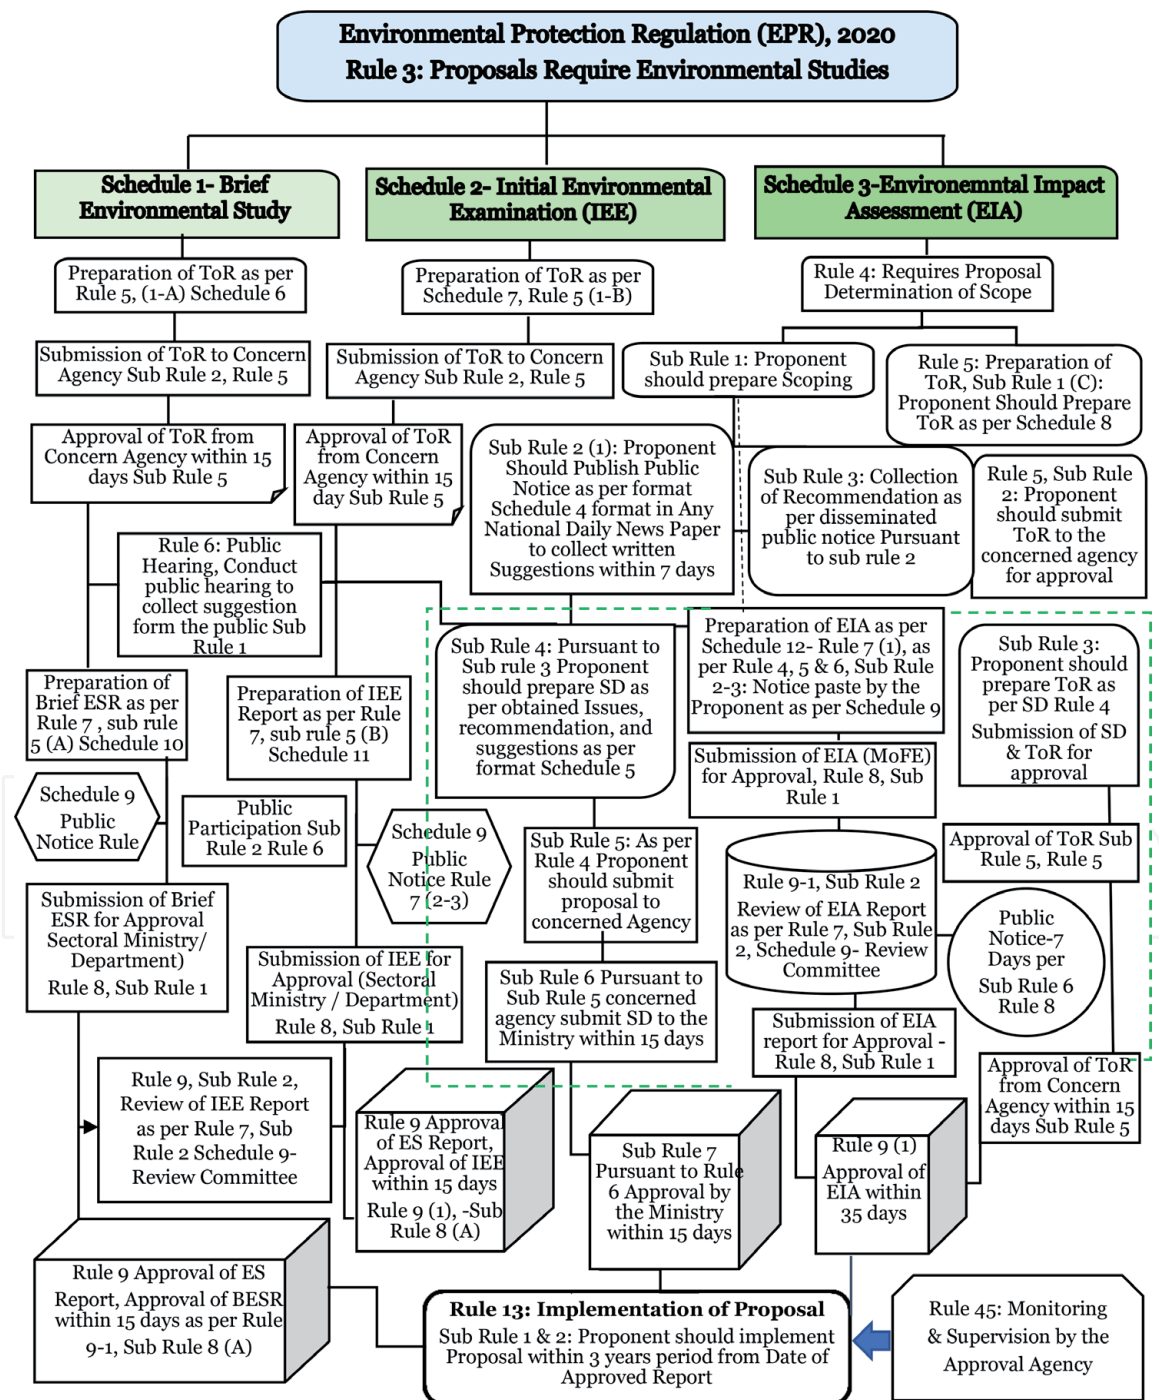 Environmental Protection Regulation (EPR), 2020
Rule 3: Proposals Require Environmental Studies
Schedule 1- Brief
Environmental Study
Schedule 2- Initial Environmental
Examination (IEE)
Schedule 3-Environemntal Impact
Assessment (EIA)
Preparation of ToR as per
Rule 5, (1-A) Schedule 6
Preparation of ToR as per
Schedule 7, Rule 5 (1-B)
Rule 4: Requires Proposal
Determination of Scope
Submission of ToR to Concern
Agency Sub Rule 2, Rule 5
Submission of ToR to Concern
Agency Sub Rule 2, Rule 5
Sub Rule 1: Proponent
should prepare Scoping
Rule 5: Preparation of
ToR, Sub Rule 1 (C):
Proponent Should Prepare
ToR as per Schedule 8
Approval of ToR from
Concern Agency within 15
days Sub Rule 5
Approval of ToR
from Concern
Agency within 15
day Sub Rule 5
Sub Rule 2 (1): Proponent
Should Publish Public
Notice as per format
Schedule 4 format in Any
National Daily News Paper
to collect written
Suggestions within 7 days
Sub Rule 3: Collection
of Recommendation as
per disseminated
public notice Pursuant
to sub rule 2
Rule 5, Sub Rule
2: Proponent
should submit
ToR to the
concerned agency
for approval
Rule 6: Public
Hearing, Conduct
public hearing to
collect suggestion
form the public Sub
Rule 1
Sub Rule 4: Pursuant to
Sub rule 3 Proponent
should prepare SD as
per obtained Issues,
recommendation, and
suggestions as per
format Schedule 5
Preparation of EIA as per
Schedule 12- Rule 7 (1), as
per Rule 4, 5 & 6, Sub Rule
2-3: Notice paste by the
Proponent as per Schedule 9
Sub Rule 3:
Proponent should
prepare ToR as
per SD Rule 4
Submission of SD
& ToR for
approval
Preparation of
Brief ESR as per
Rule 7 , sub rule
5 (A) Schedule 10
Preparation of IEE
Report as per Rule
7, sub rule 5 (B)
Schedule 11
Submission of EIA (MoFE)
for Approval, Rule 8, Sub
Rule 1
Schedule 9
Public
Notice Rule
Public
Participation Sub
Rule 2 Rule 6
Schedule 9
Public
Notice Rule
7 (2-3)
Sub Rule 5: As per
Rule 4 Proponent
should submit
proposal to
concerned Agency
Rule 9-1, Sub Rule 2
Review of EIA Report
as per Rule 7, Sub Rule
2, Schedule 9- Review
Committee
Approval of ToR Sub
Rule 5, Rule 5
Public
Notice-7
Days per
Sub Rule 6
Rule 8
Submission of Brief
ESR for Approval
Sectoral Ministry/
Department)
Rule 8, Sub Rule 1
Submission of IEE for
Approval (Sectoral
Ministry / Department)
Rule 8, Sub Rule 1
Sub Rule 6 Pursuant to
Sub Rule 5 concerned
agency submit SD to the
Ministry within 15 days
Submission of EIA
report for Approval -
Rule 8, Sub Rule 1
Approval of ToR
from Concern
Agency within 15
days Sub Rule 5
Rule 9, Sub Rule 2,
Review of IEE Report
as per Rule 7, Sub
Rule 2 Schedule 9-
Review Committee
Rule 9 Approval
of ES Report,
Approval of IEE
within 15 days
Rule 9 (1), -Sub
Rule 8 (A)
Sub Rule 7
Pursuant to Rule
6 Approval by
the Ministry
within 15 days
Rule 9 (1)
Approval of
EIA within
35 days
Rule 9 Approval of ES
Report, Approval of BESR
within 15 days as per Rule
9-1, Sub Rule 8 (A)
Rule 13: Implementation of Proposal
Sub Rule 1 & 2: Proponent should implement
Proposal within 3 years period from Date of
Approved Report
Rule 45: Monitoring
& Supervision by the
Approval Agency